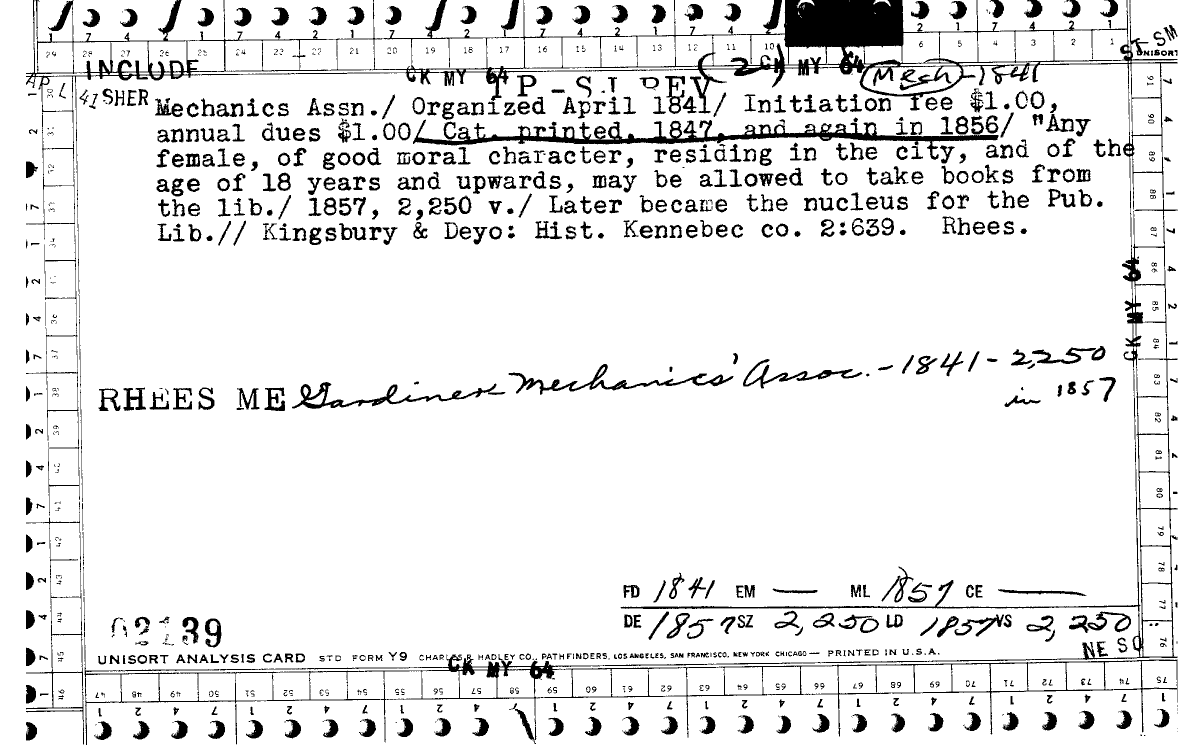 INCLUDE CK MY 64 TP - SJ REV (2) CK MY 64 Mech - 1841
41 SHER Mechanics Assn./ Organized April 1841/ Initiation fee $1.00,
annual dues $1.00/ Cat. printed, 1847, and again in 1856/ "Any
female, of good moral character, residing in the city, and of the
age of 18 years and upwards, may be allowed to take books from
the lib./ 1857, 2,250 v./ Later became the nucleus for the Pub.
Lib.// Kingsbury & Deyo: Hist. Kennebec co. 2:639. Rhees.
CK MY 64
RHEES ME Gardiner Mechanics' Assoc. - 1841 - 2,250
in 1857
FD 1841 EM — ML 1857 CE —
DE 1857 SZ 2,250 LD 1857 VS 2,250
02139
NE SO
UNISORT ANALYSIS CARD STD FORM Y9 CHARLES R. HADLEY CO., PATHFINDERS, LOS ANGELES, SAN FRANCISCO, NEW YORK CHICAGO — PRINTED IN U.S.A.
CK MY 64